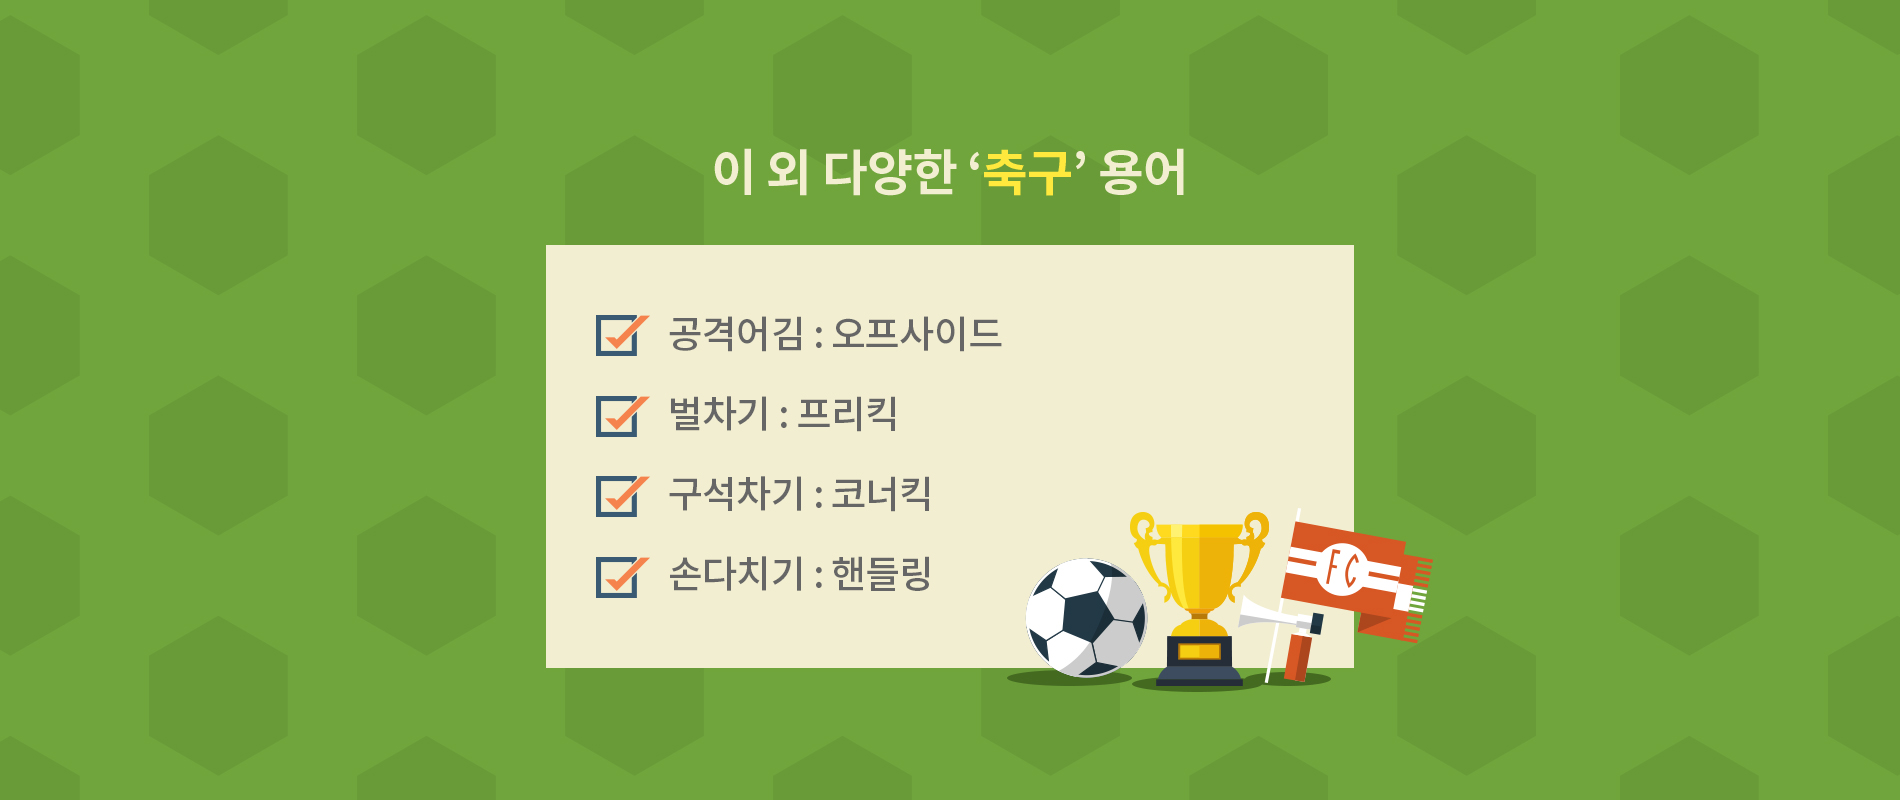 이 외 다양한 ‘축구’ 용어
공격어김 : 오프사이드
벌차기 : 프리킥
구석차기 : 코너킥
손다치기 : 핸들링
FC